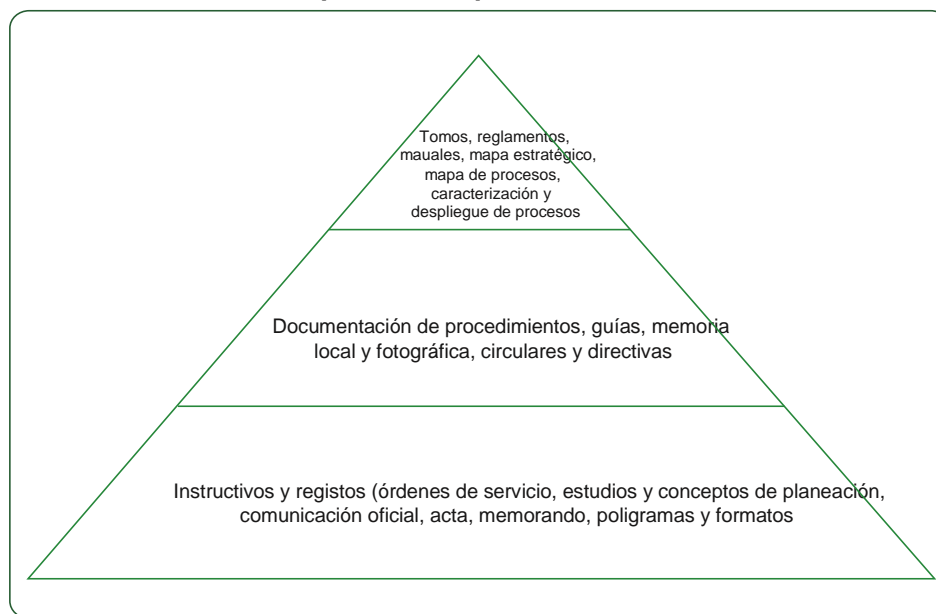 Tomos, reglamentos,
mauales, mapa estratégico,
mapa de procesos,
caracterización y
despliegue de procesos
Documentación de procedimientos, guías, memoria
local y fotográfica, circulares y directivas
Instructivos y registos (órdenes de servicio, estudios y conceptos de planeación,
comunicación oficial, acta, memorando, poligramas y formatos